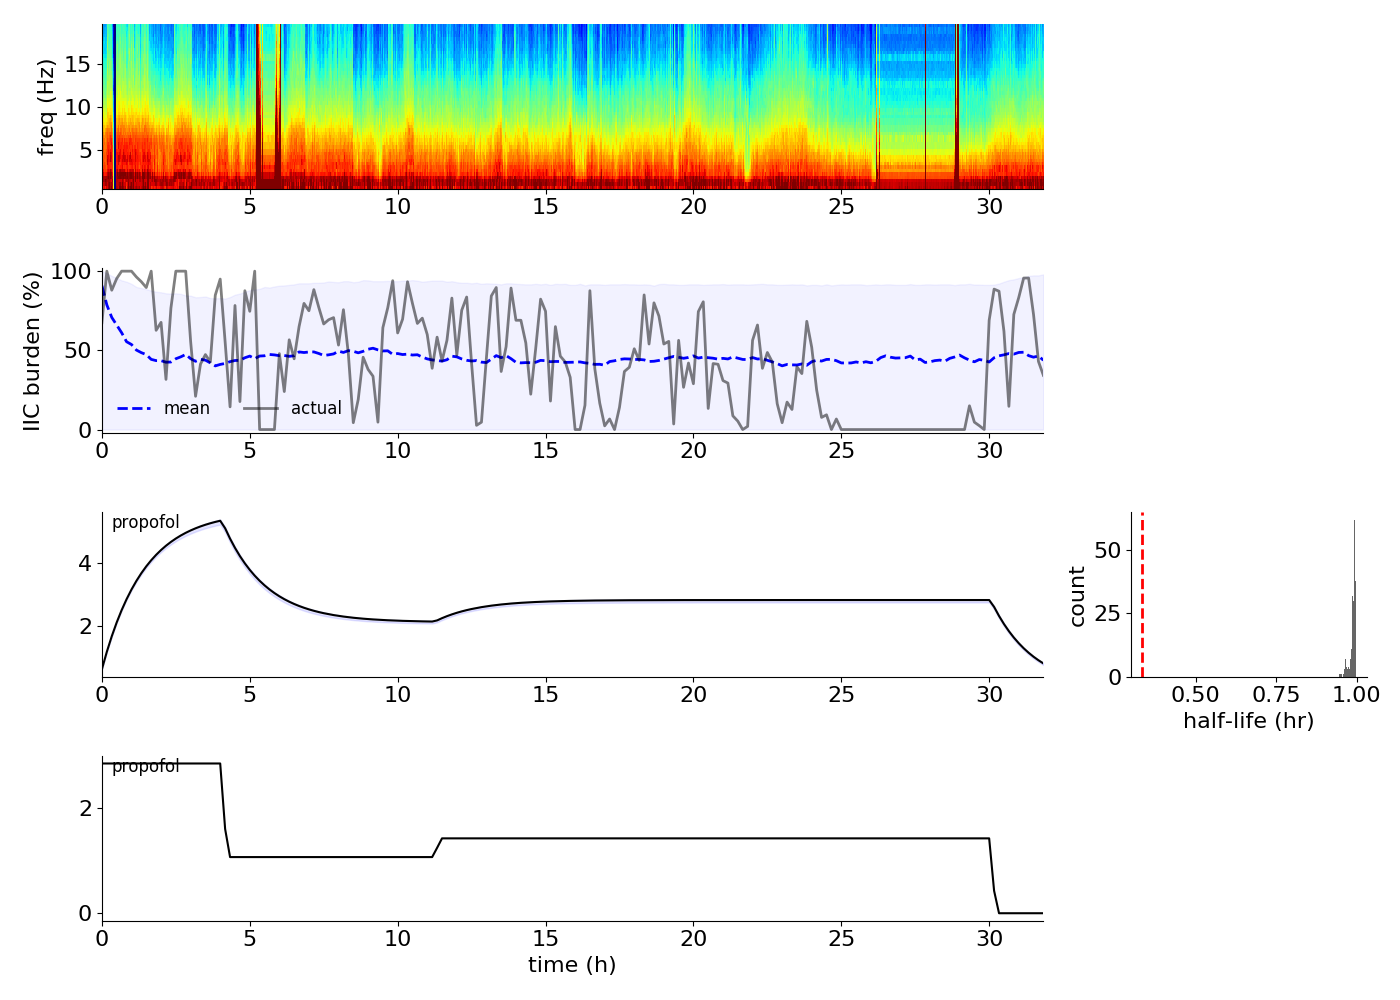 freq (Hz)
15
10
5
0 5 10 15 20 25 30
IIC burden (%)
100
50
0
mean actual
0 5 10 15 20 25 30
propofol
4
2
0 5 10 15 20 25 30
count
50
25
0
0.50 0.75 1.00
half-life (hr)
propofol
2
0
0 5 10 15 20 25 30
time (h)